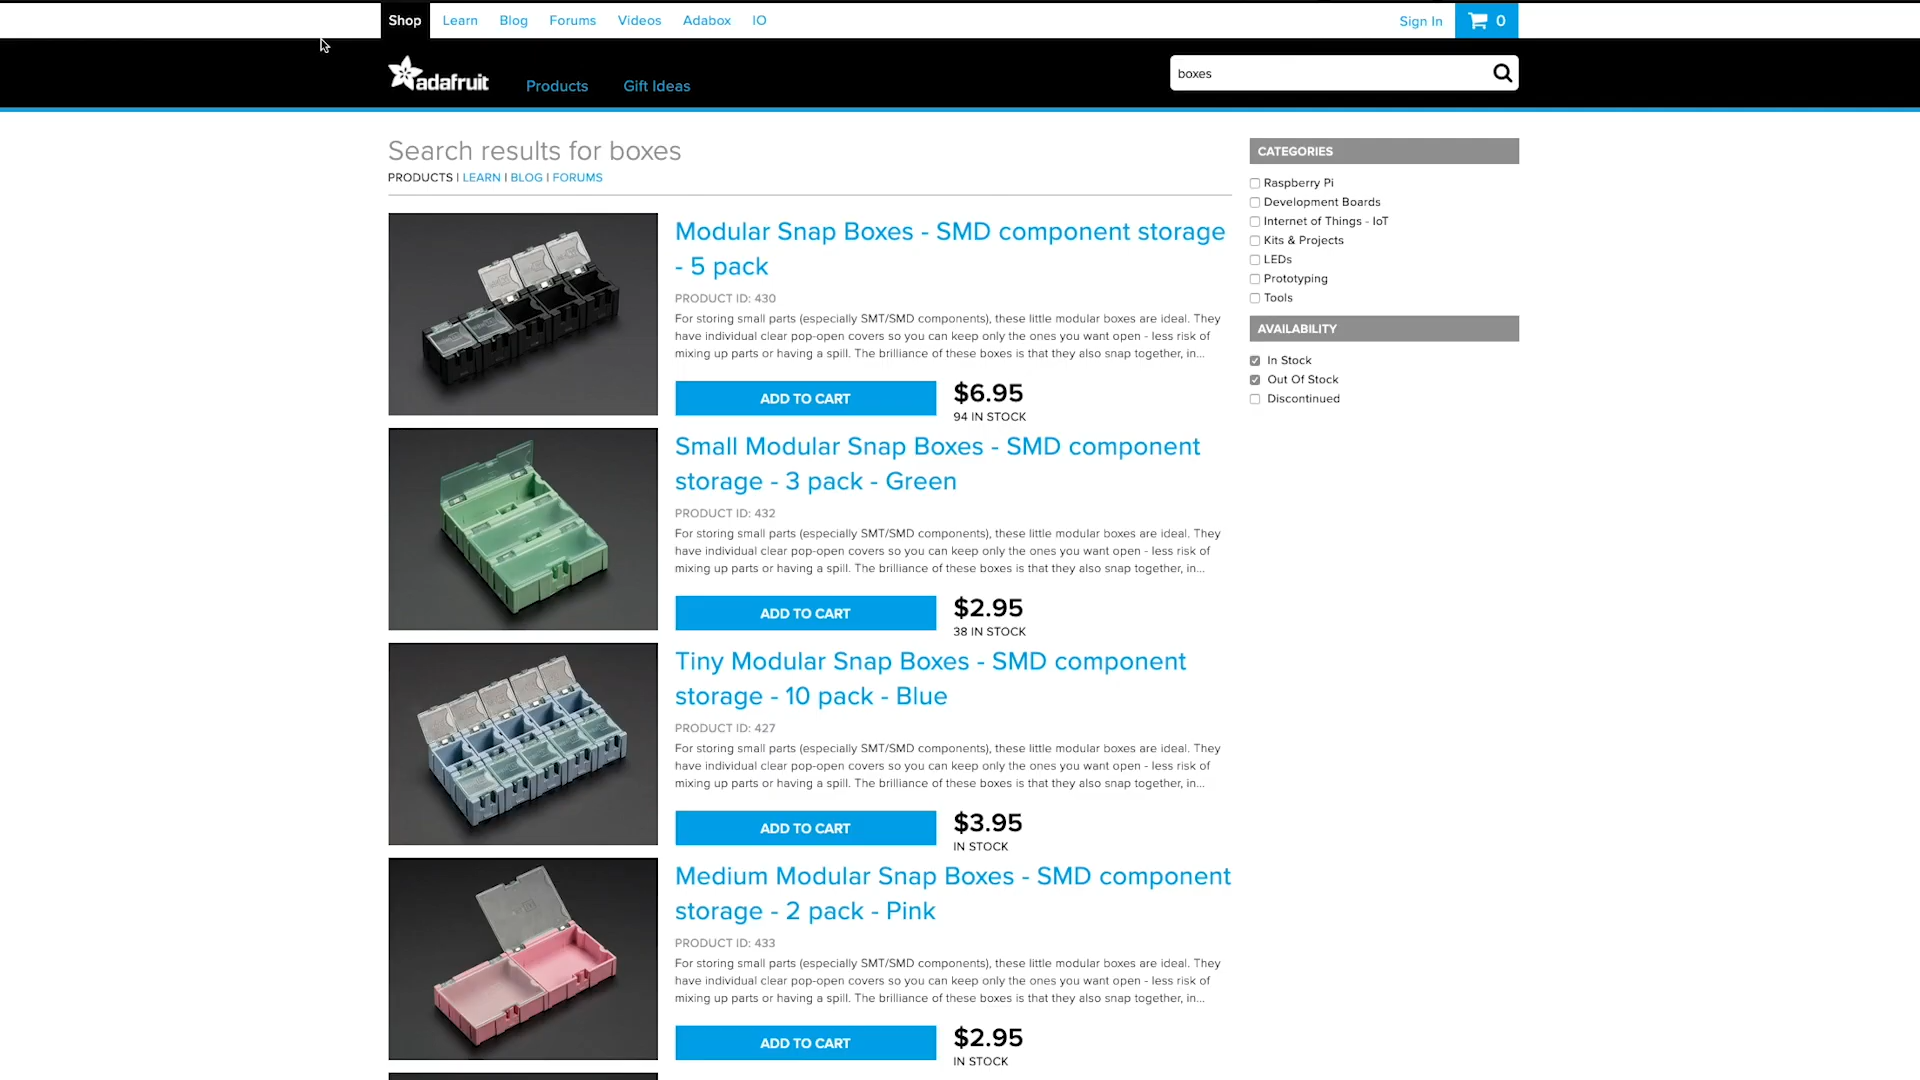 Shop Learn Blog Forums Videos Adabox IO Sign In 0
adafruit Products Gift Ideas boxes
Search results for boxes
PRODUCTS | LEARN | BLOG | FORUMS
Modular Snap Boxes - SMD component storage
- 5 pack
PRODUCT ID: 430
For storing small parts (especially SMT/SMD components), these little modular boxes are ideal. They
have individual clear pop-open covers so you can keep only the ones you want open - less risk of
mixing up parts or having a spill. The brilliance of these boxes is that they also snap together, in...
ADD TO CART $6.95
94 IN STOCK
Small Modular Snap Boxes - SMD component
storage - 3 pack - Green
PRODUCT ID: 432
For storing small parts (especially SMT/SMD components), these little modular boxes are ideal. They
have individual clear pop-open covers so you can keep only the ones you want open - less risk of
mixing up parts or having a spill. The brilliance of these boxes is that they also snap together, in...
ADD TO CART $2.95
38 IN STOCK
Tiny Modular Snap Boxes - SMD component
storage - 10 pack - Blue
PRODUCT ID: 427
For storing small parts (especially SMT/SMD components), these little modular boxes are ideal. They
have individual clear pop-open covers so you can keep only the ones you want open - less risk of
mixing up parts or having a spill. The brilliance of these boxes is that they also snap together, in...
ADD TO CART $3.95
IN STOCK
Medium Modular Snap Boxes - SMD component
storage - 2 pack - Pink
PRODUCT ID: 433
For storing small parts (especially SMT/SMD components), these little modular boxes are ideal. They
have individual clear pop-open covers so you can keep only the ones you want open - less risk of
mixing up parts or having a spill. The brilliance of these boxes is that they also snap together, in...
ADD TO CART $2.95
IN STOCK
CATEGORIES
Raspberry Pi
Development Boards
Internet of Things - IoT
Kits & Projects
LEDs
Prototyping
Tools
AVAILABILITY
In Stock
Out Of Stock
Discontinued